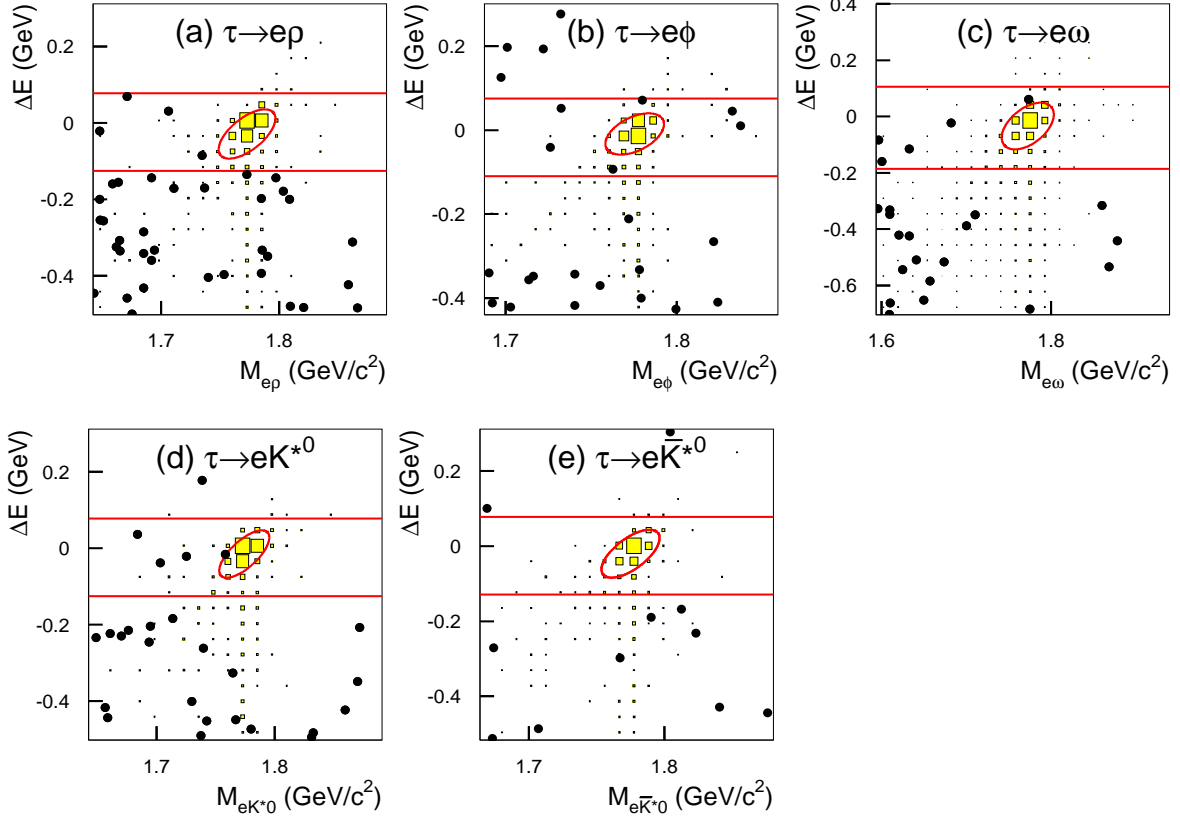 (a) τ→eρ
ΔE (GeV)
0.2
0
-0.2
-0.4
1.7 1.8
M_eρ (GeV/c²)
(b) τ→eϕ
ΔE (GeV)
0.2
0
-0.2
-0.4
1.7 1.8
M_eϕ (GeV/c²)
(c) τ→eω
ΔE (GeV)
0.2
0
-0.2
-0.4
-0.6
1.6 1.8
M_eω (GeV/c²)
(d) τ→eK*⁰
ΔE (GeV)
0.2
0
-0.2
-0.4
1.7 1.8
M_eK*0 (GeV/c²)
(e) τ→eK̅*⁰
ΔE (GeV)
0.2
0
-0.2
-0.4
1.7 1.8
M_eK̅*0 (GeV/c²)